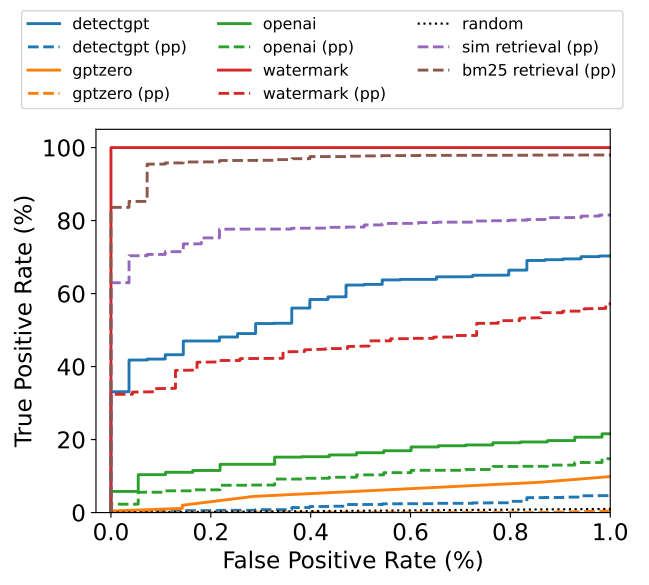 detectgpt
detectgpt (pp)
gptzero
gptzero (pp)
openai
openai (pp)
watermark
watermark (pp)
random
sim retrieval (pp)
bm25 retrieval (pp)
True Positive Rate (%)
100
80
60
40
20
0
0.0 0.2 0.4 0.6 0.8 1.0
False Positive Rate (%)